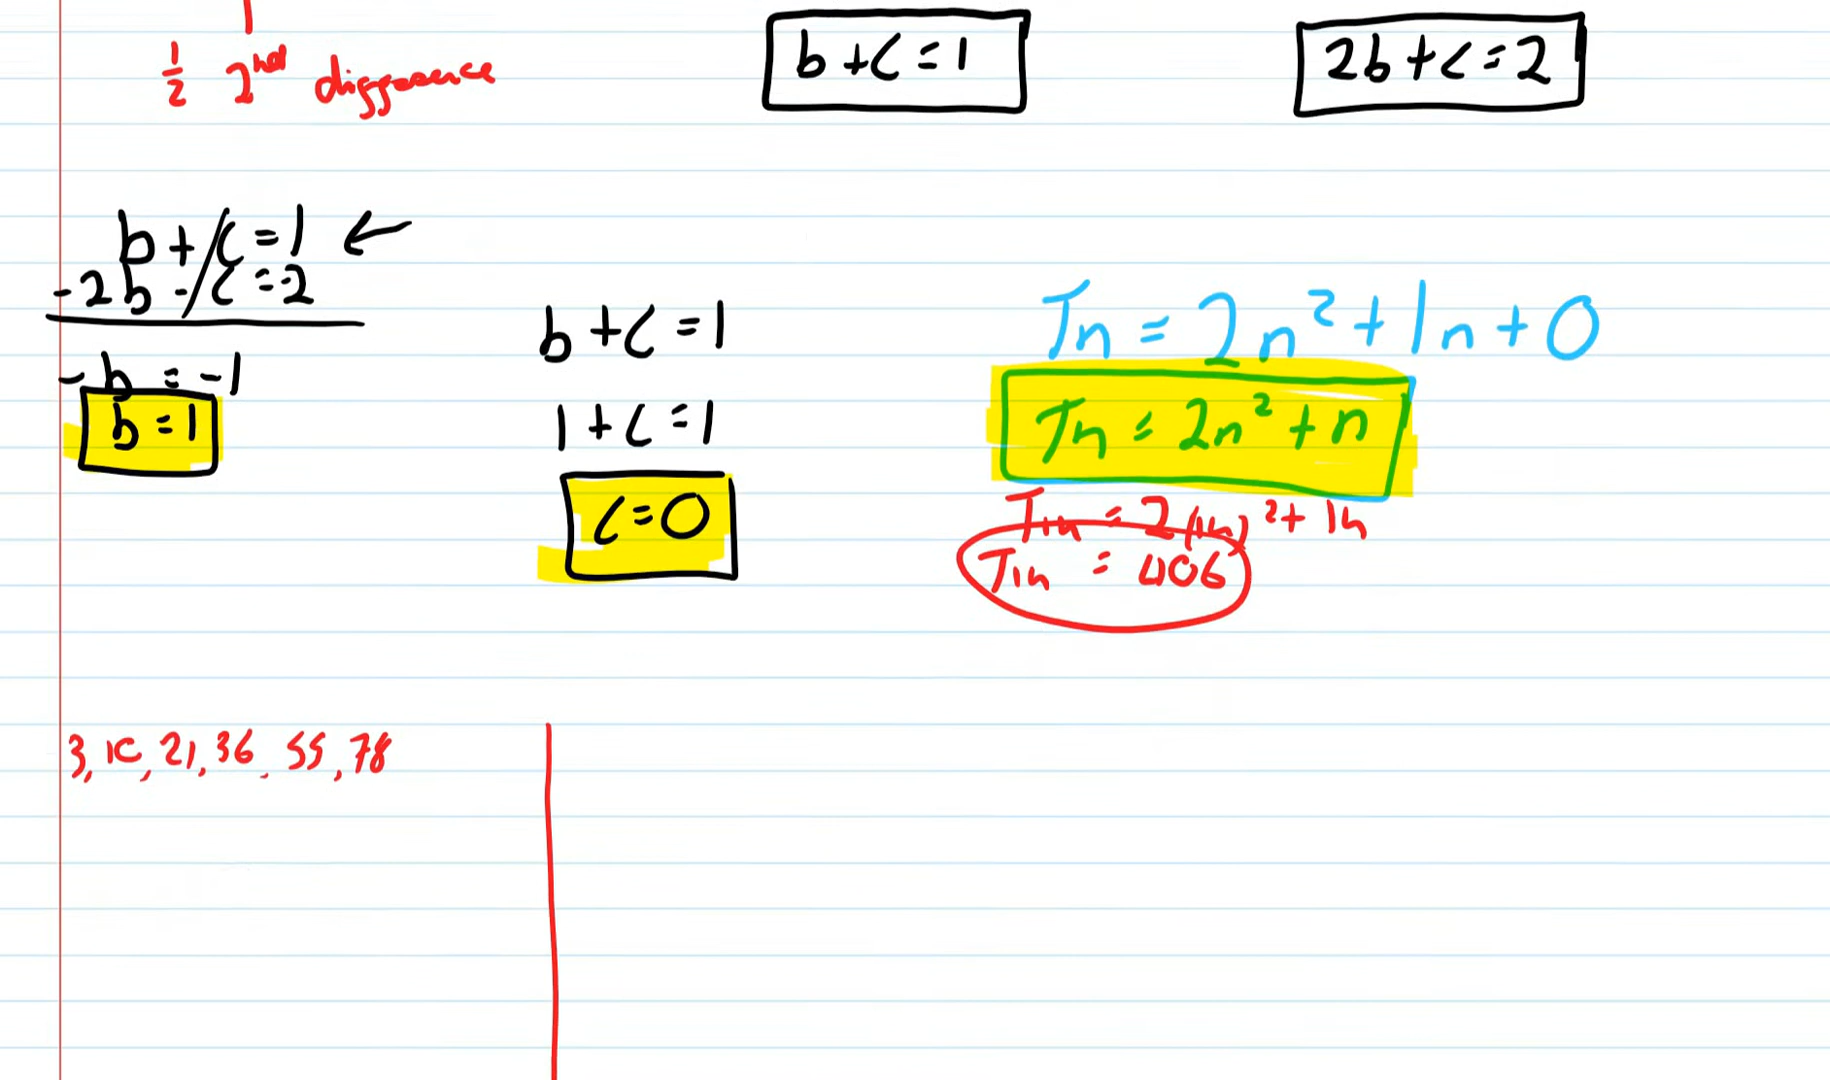 ½ 2nd difference
b+c=1
2b+c=2
b+c=1 ←
-2b-c=-2
-b=-1
b=1
b+c=1
1+c=1
c=0
Tn=2n²+1n+0
Tn=2n²+n
T14=2(14)²+14
T14=406
3,10,21,36,55,78